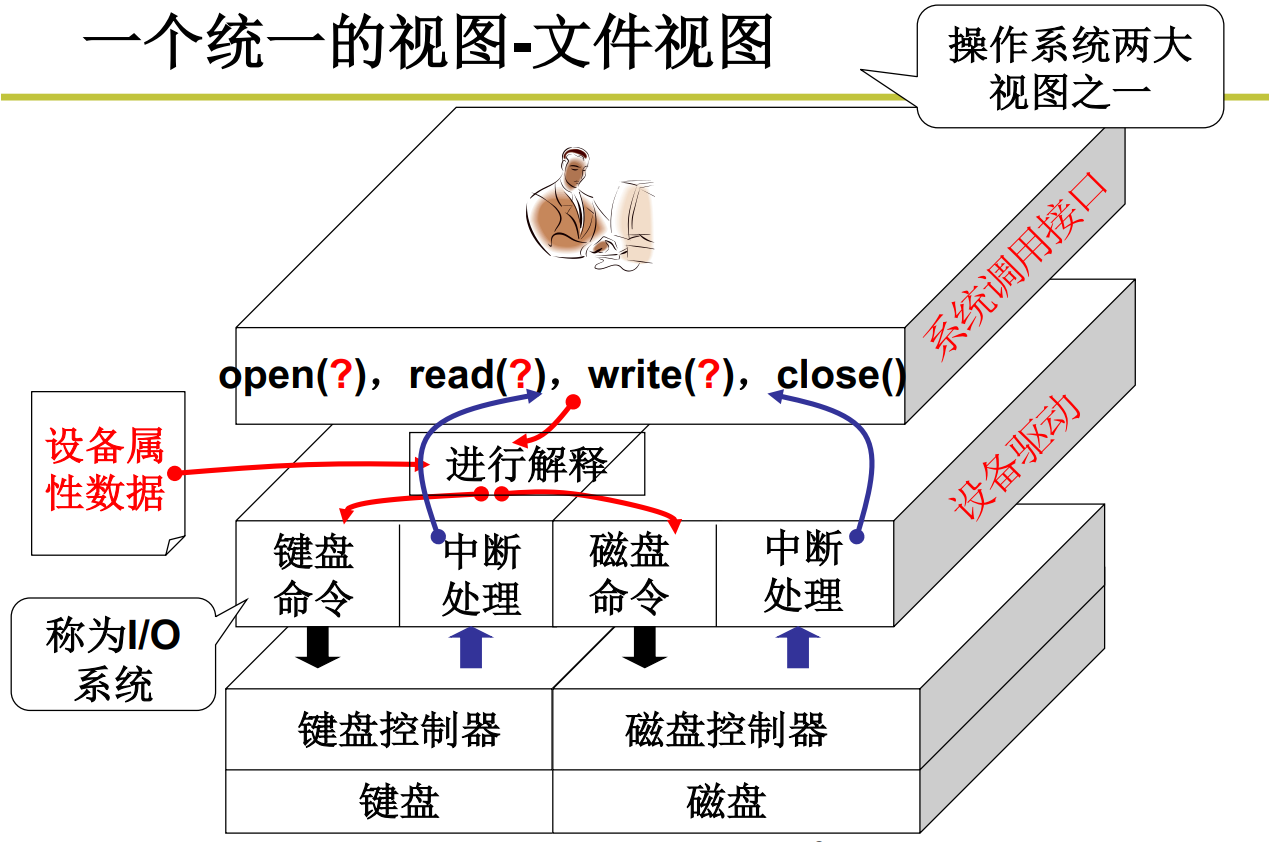 一个统一的视图-文件视图
操作系统两大
视图之一
系统调用接口
open(?)，read(?)，write(?)，close()
设备属
性数据
进行解释
设备驱动
键盘
命令
中断
处理
磁盘
命令
中断
处理
称为I/O
系统
键盘控制器
磁盘控制器
键盘
磁盘